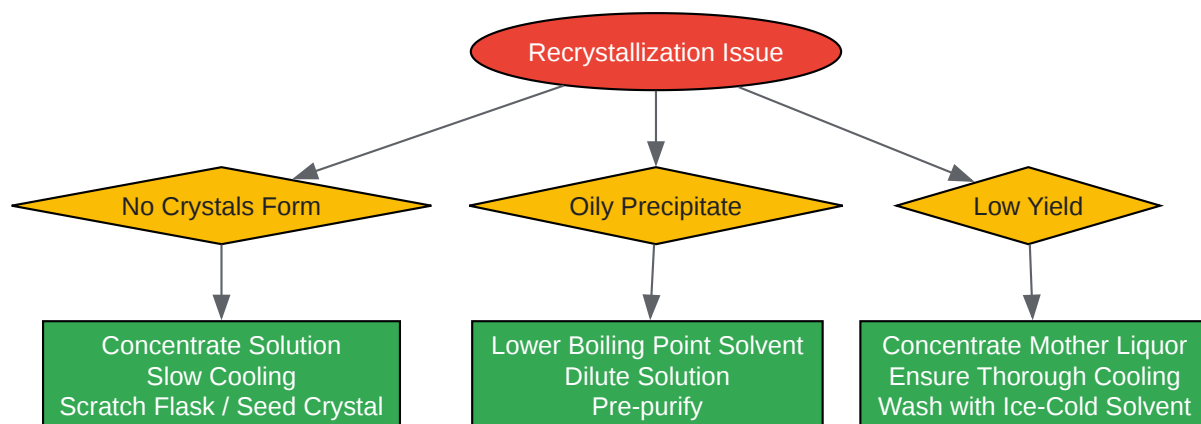 Recrystallization Issue
No Crystals Form
Oily Precipitate
Low Yield
Concentrate Solution
Slow Cooling
Scratch Flask / Seed Crystal
Lower Boiling Point Solvent
Dilute Solution
Pre-purify
Concentrate Mother Liquor
Ensure Thorough Cooling
Wash with Ice-Cold Solvent